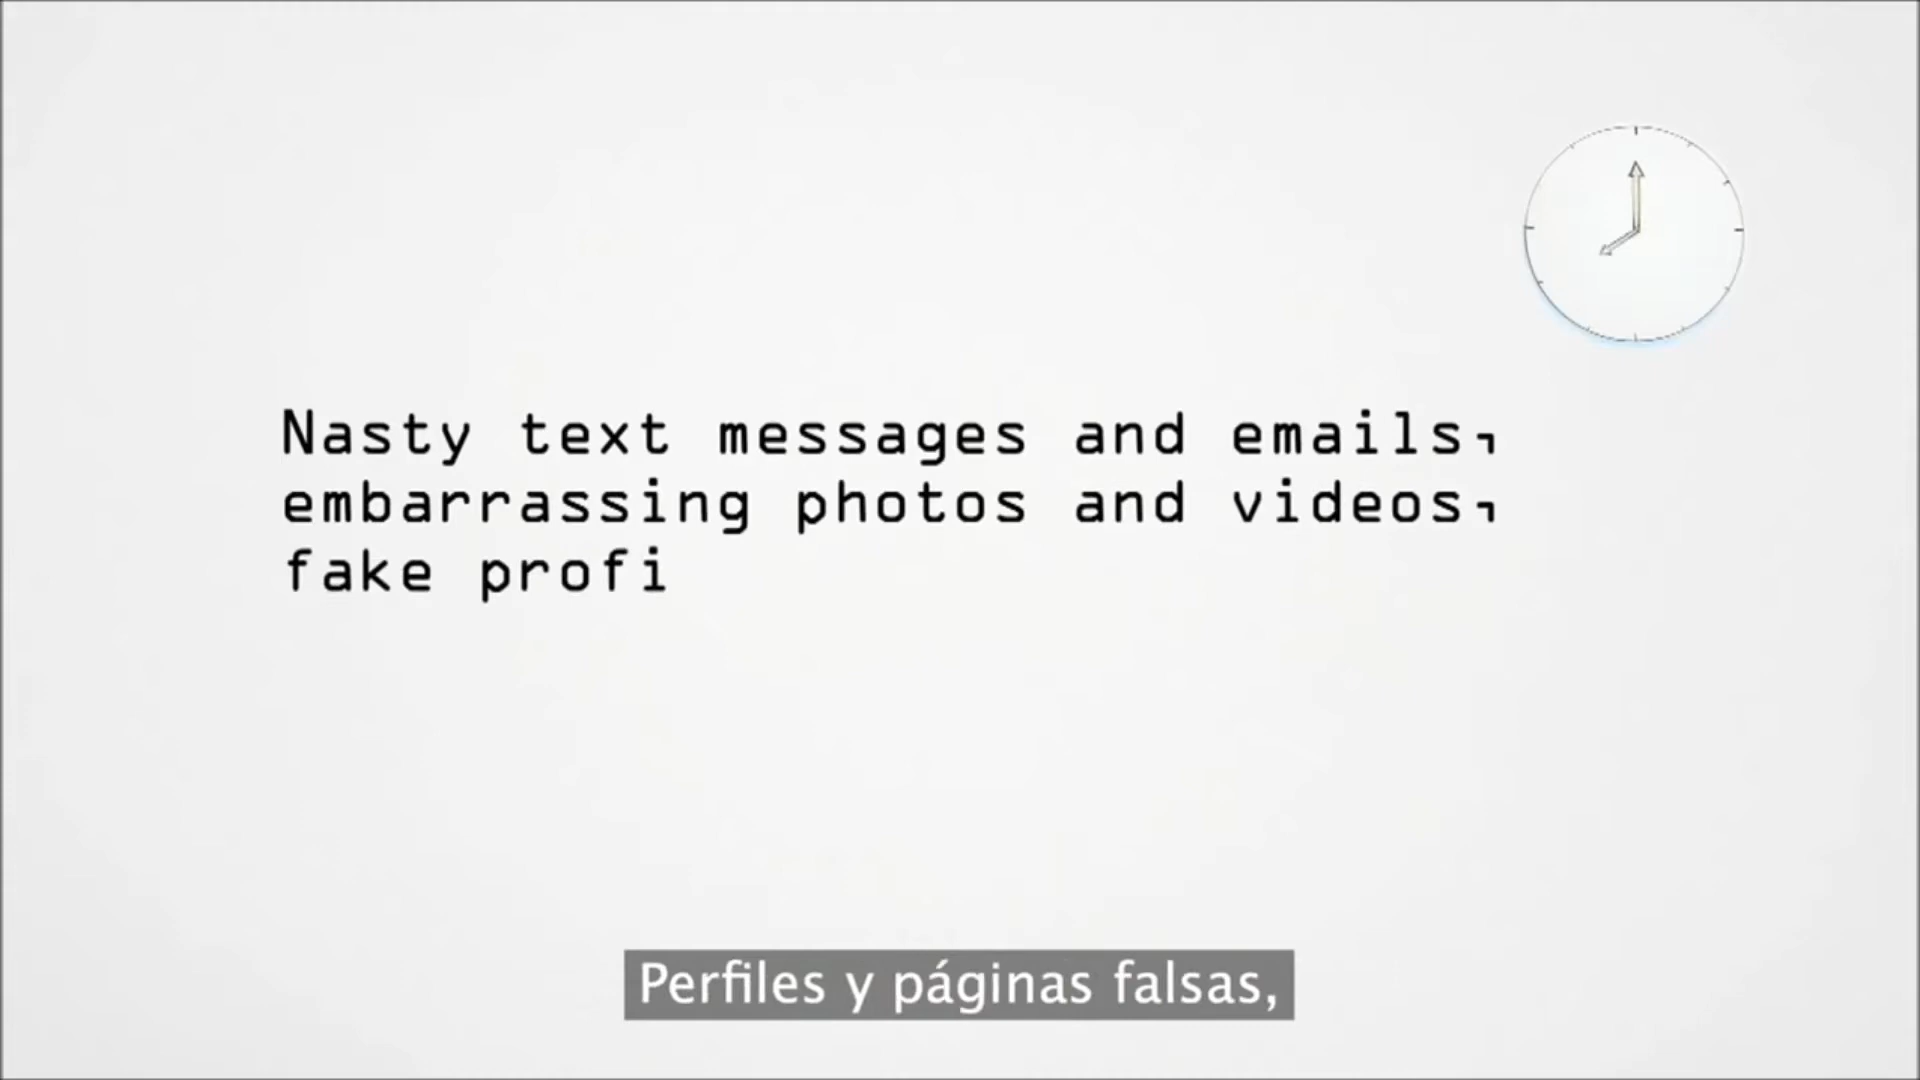 Nasty text messages and emails,
embarrassing photos and videos,
fake profi
Perfiles y páginas falsas,